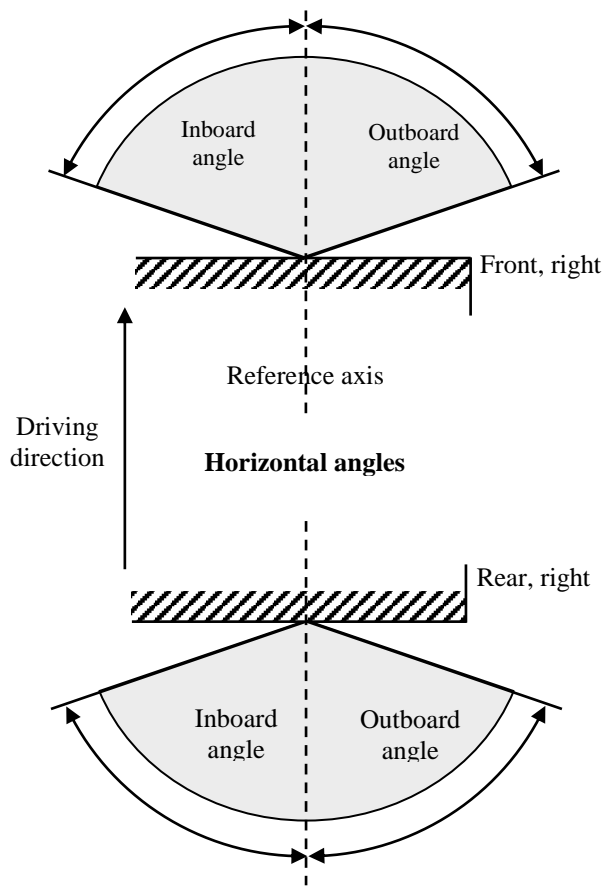 Inboard
angle
Outboard
angle
Front, right
Reference axis
Driving
direction
Horizontal angles
Rear, right
Inboard
angle
Outboard
angle